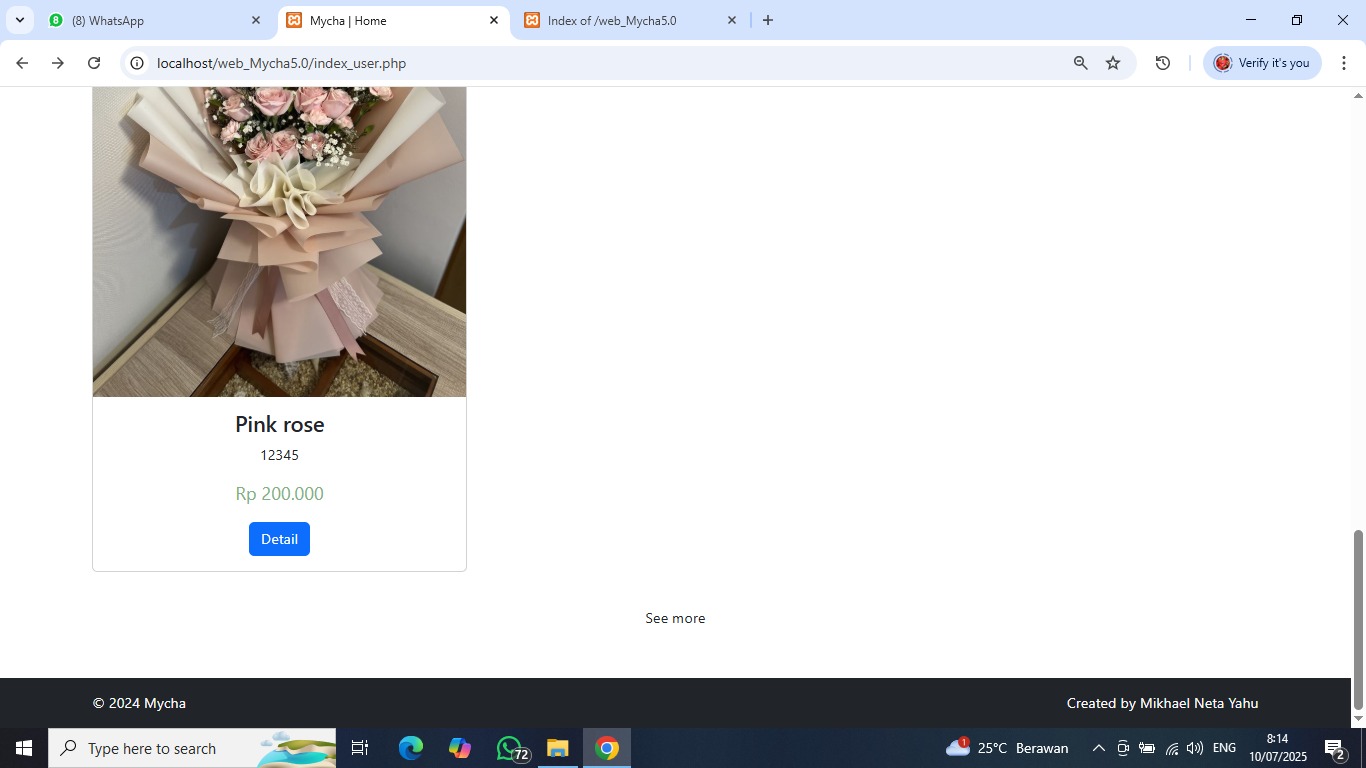 (8) WhatsApp
Mycha | Home
Index of /web_Mycha5.0
localhost/web_Mycha5.0/index_user.php
Verify it's you
Pink rose
12345
Rp 200.000
Detail
See more
© 2024 Mycha
Created by Mikhael Neta Yahu
Type here to search
72
1
25°C Berawan
ENG
8:14
10/07/2025
2